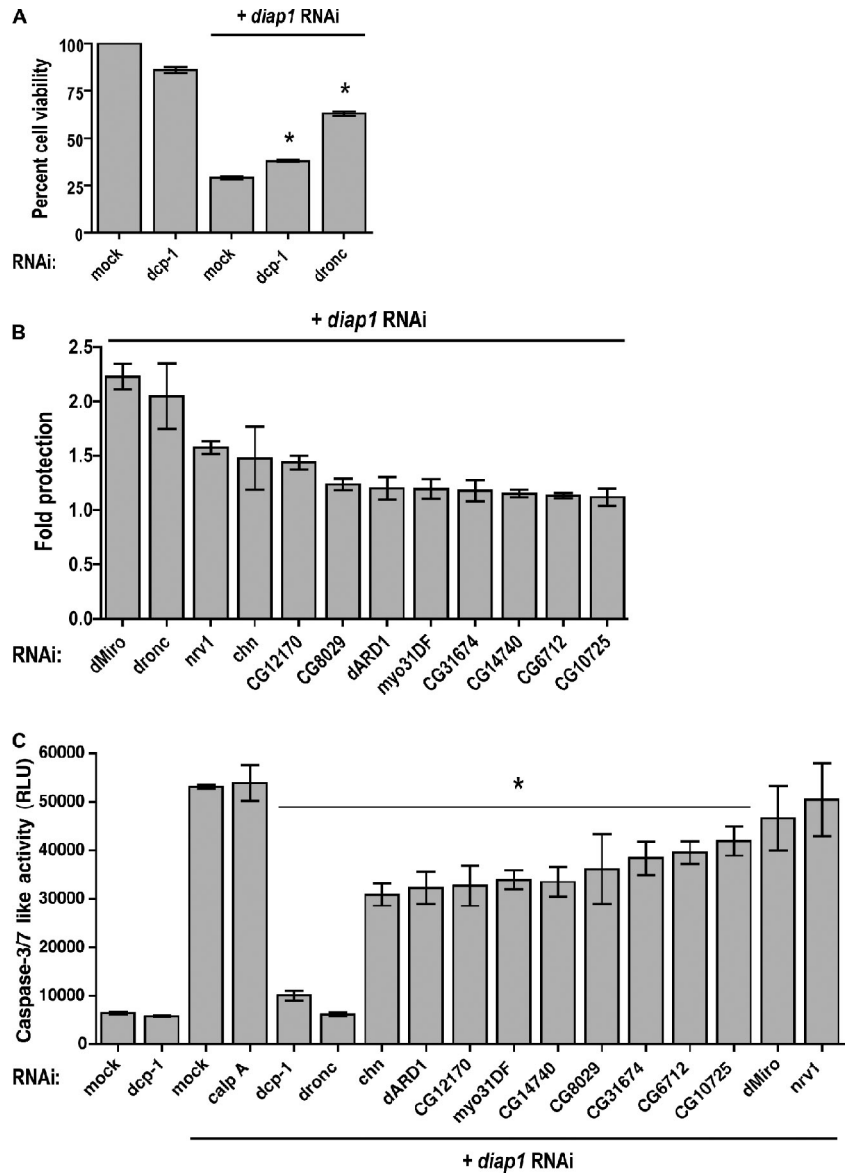 A
+ diap1 RNAi
Percent cell viability
100
75
50
25
0
*
*
RNAi:
mock
dcp-1
mock
dcp-1
dronc
B
+ diap1 RNAi
Fold protection
2.5
2.0
1.5
1.0
0.5
0.0
RNAi:
dMiro
dronc
nrv1
chn
CG12170
CG8029
dARD1
myo31DF
CG31674
CG14740
CG6712
CG10725
C
Caspase-3/7 like activity (RLU)
60000
50000
40000
30000
20000
10000
0
*
RNAi:
mock
dcp-1
mock
calp A
dcp-1
dronc
chn
dARD1
CG12170
myo31DF
CG14740
CG8029
CG31674
CG6712
CG10725
dMiro
nrv1
+ diap1 RNAi